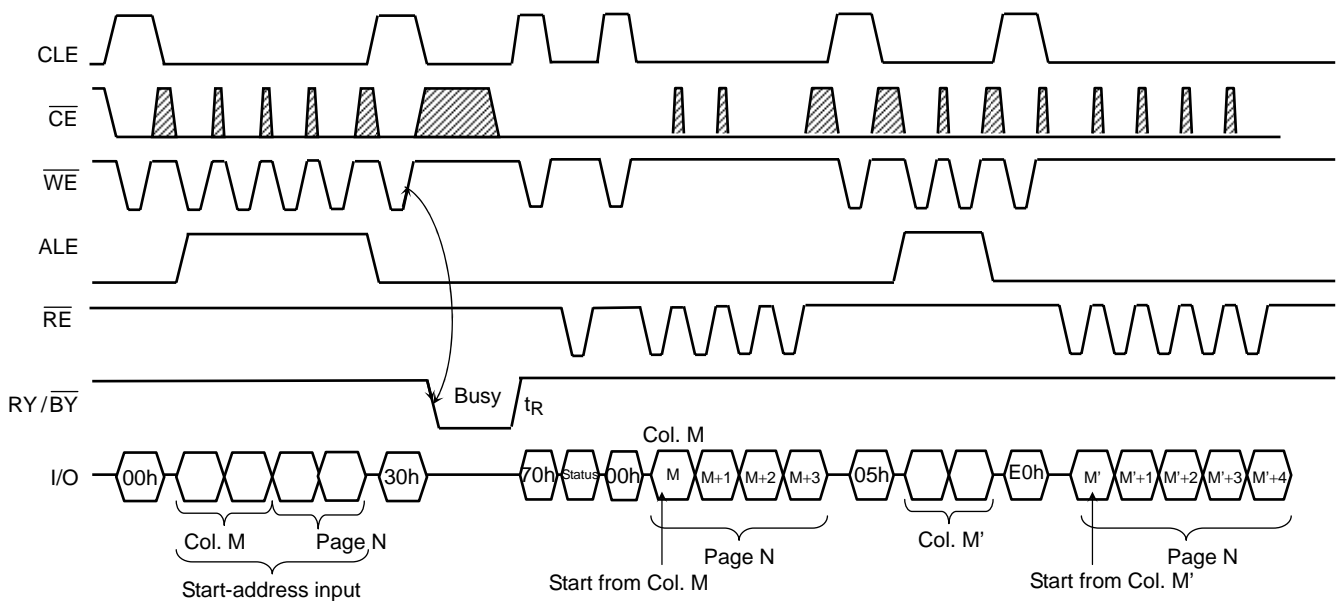 CLE
CE
WE
ALE
RE
RY/BY Busy tR
Col. M
I/O 00h 30h 70h Status 00h M M+1 M+2 M+3 05h E0h M' M'+1 M'+2 M'+3 M'+4
Col. M Page N Page N Col. M' Page N
Start-address input Start from Col. M Start from Col. M'